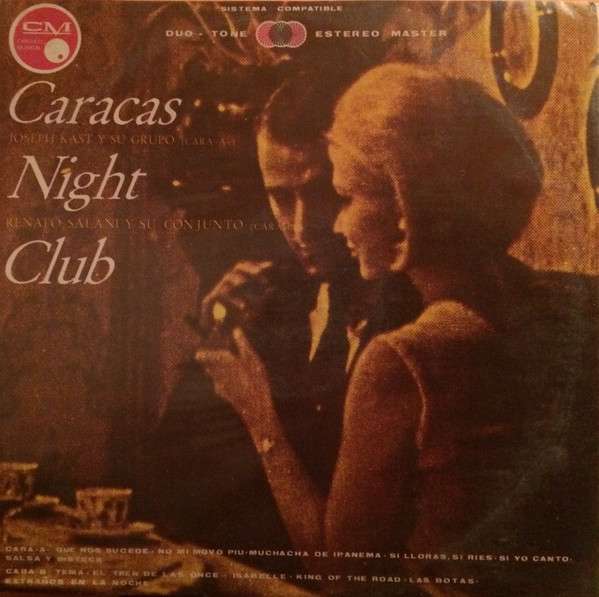 SISTEMA COMPATIBLE
DUO-TONE ESTEREO MASTER
CM
Caracas
JOSEPH KAST Y SU GRUPO (CARA-A-)
Night
RENATO SALANI Y SU CONJUNTO (CARA
Club
CARA-A- QUE NOS SUCEDE- NO MI MOVO PIU-MUCHACHA DE IPANEMA-SI LLORAS, SI RIES-SI YO CANTO-
SALSA Y BISTECK
CARA-B- TEMA-EL TREN DE LAS ONCE-ISABELLE-KING OF THE ROAD-LAS BOTAS-
EXTRAÑOS EN LA NOCHE